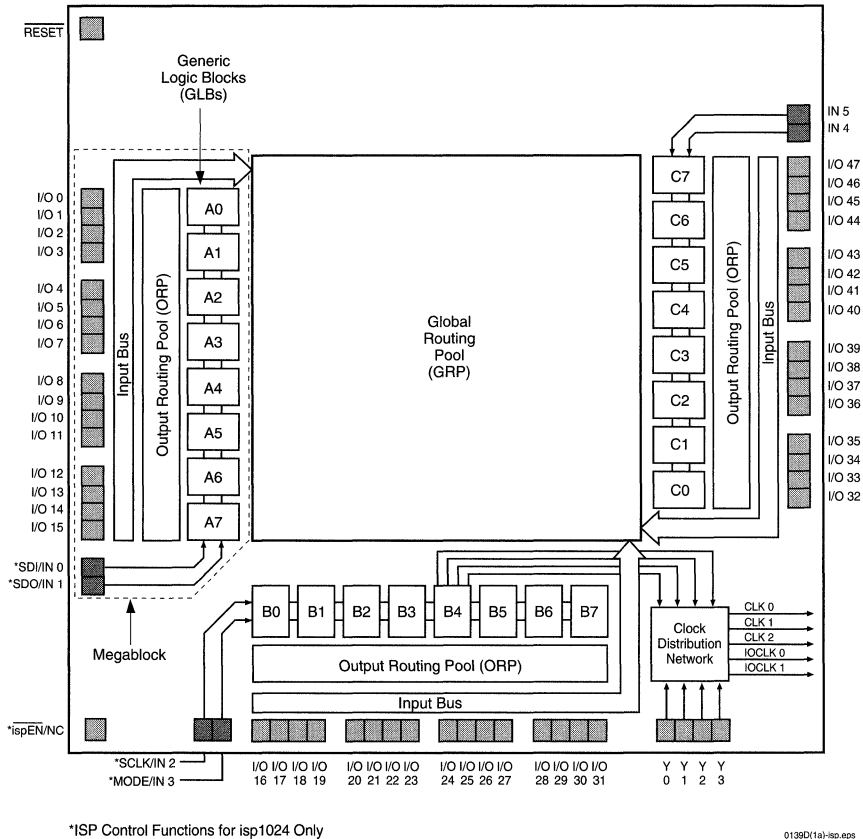 RESET
Generic
Logic Blocks
(GLBs)
IN 5
IN 4
I/O 0
I/O 1
I/O 2
I/O 3
I/O 4
I/O 5
I/O 6
I/O 7
I/O 8
I/O 9
I/O 10
I/O 11
I/O 12
I/O 13
I/O 14
I/O 15
*SDI/IN 0
*SDO/IN 1
Input Bus
Output Routing Pool (ORP)
A0
A1
A2
A3
A4
A5
A6
A7
Global
Routing
Pool
(GRP)
C7
C6
C5
C4
C3
C2
C1
C0
Output Routing Pool (ORP)
Input Bus
I/O 47
I/O 46
I/O 45
I/O 44
I/O 43
I/O 42
I/O 41
I/O 40
I/O 39
I/O 38
I/O 37
I/O 36
I/O 35
I/O 34
I/O 33
I/O 32
Megablock
B0 B1 B2 B3 B4 B5 B6 B7
Output Routing Pool (ORP)
Input Bus
Clock
Distribution
Network
CLK 0
CLK 1
CLK 2
IOCLK 0
IOCLK 1
*ispEN/NC
*SCLK/IN 2
*MODE/IN 3
I/O I/O I/O I/O I/O I/O I/O I/O I/O I/O I/O I/O I/O I/O I/O I/O Y Y Y Y
16 17 18 19 20 21 22 23 24 25 26 27 28 29 30 31 0 1 2 3
*ISP Control Functions for isp1024 Only
0139D(1a)-isp.eps